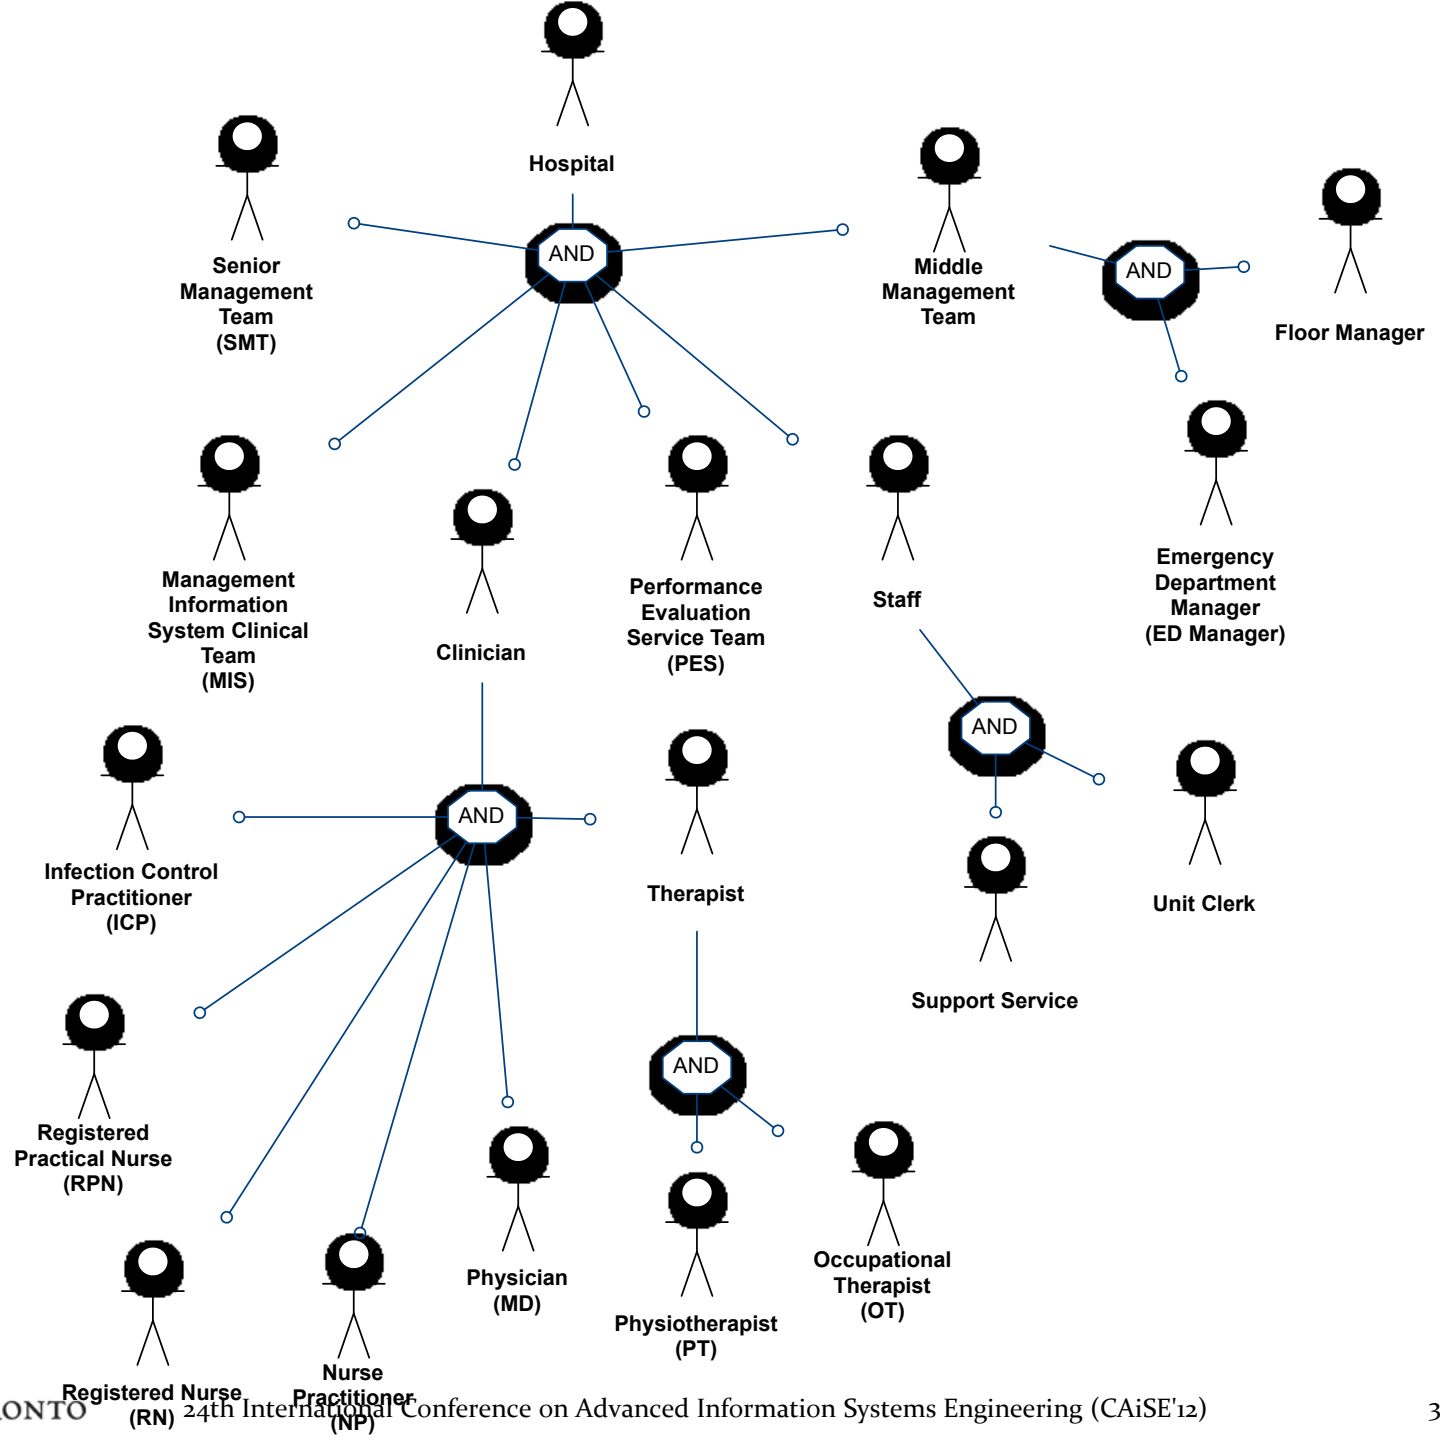 Hospital
AND
Senior
Management
Team
(SMT)
Middle
Management
Team
AND
Floor Manager
Management
Information
System Clinical
Team
(MIS)
Clinician
Performance
Evaluation
Service Team
(PES)
Staff
Emergency
Department
Manager
(ED Manager)
AND
AND
Infection Control
Practitioner
(ICP)
Therapist
Unit Clerk
Support Service
AND
Registered
Practical Nurse
(RPN)
Physician
(MD)
Physiotherapist
(PT)
Occupational
Therapist
(OT)
Registered Nurse
(RN)
Nurse
Practitioner
(NP)
ONTO
24th International Conference on Advanced Information Systems Engineering (CAiSE'12)
3